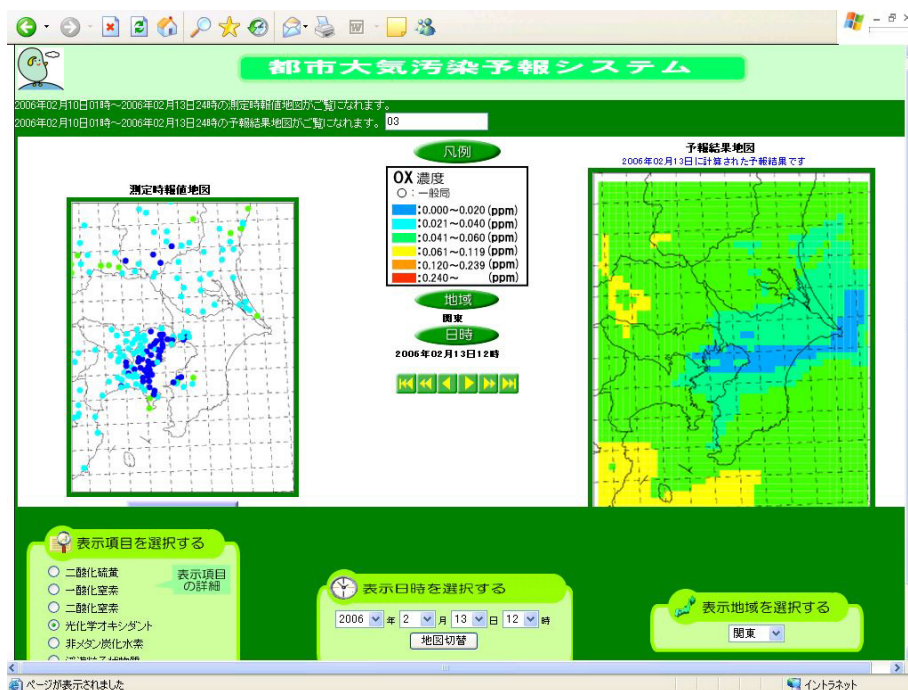 都市大気汚染予報システム
2006年02月10日01時～2006年02月13日24時の測定時報値地図がご覧になれます。
2006年02月10日01時～2006年02月13日24時の予報結果地図がご覧になれます。 03
測定時報値地図
凡例
OX 濃度
○：一般局
:0.000～0.020 (ppm)
:0.021～0.040 (ppm)
:0.041～0.060 (ppm)
:0.061～0.119 (ppm)
:0.120～0.239 (ppm)
:0.240～ (ppm)
地域
関東
日時
2006年02月13日12時
予報結果地図
2006年02月13日に計算された予報結果です
表示項目を選択する
二酸化硫黄
一酸化窒素
二酸化窒素
光化学オキシダント
非メタン炭化水素
表示項目
の詳細
表示日時を選択する
2006 年 2 月 13 日 12 時
地図切替
表示地域を選択する
関東
ページが表示されました
イントラネット